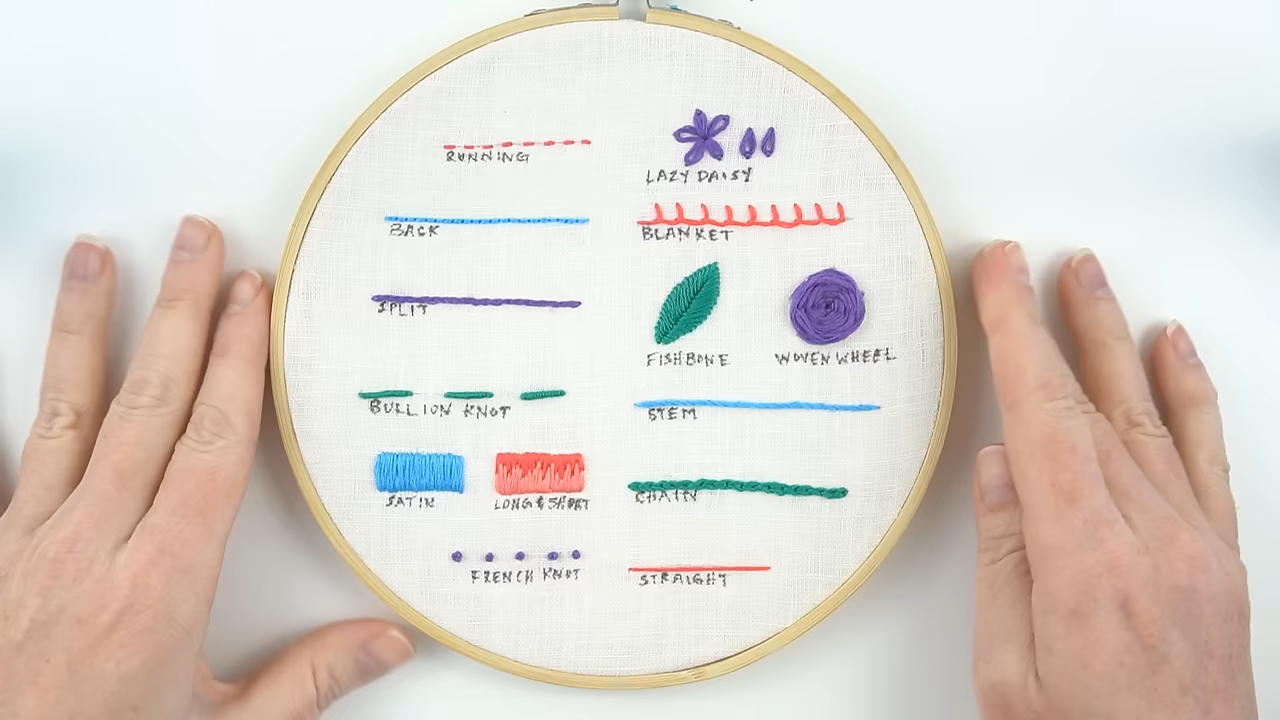 RUNNING
BACK
SPLIT
BULLION KNOT
SATIN
LONG & SHORT
FRENCH KNOT
LAZY DAISY
BLANKET
FISHBONE
WOVEN WHEEL
STEM
CHAIN
STRAIGHT